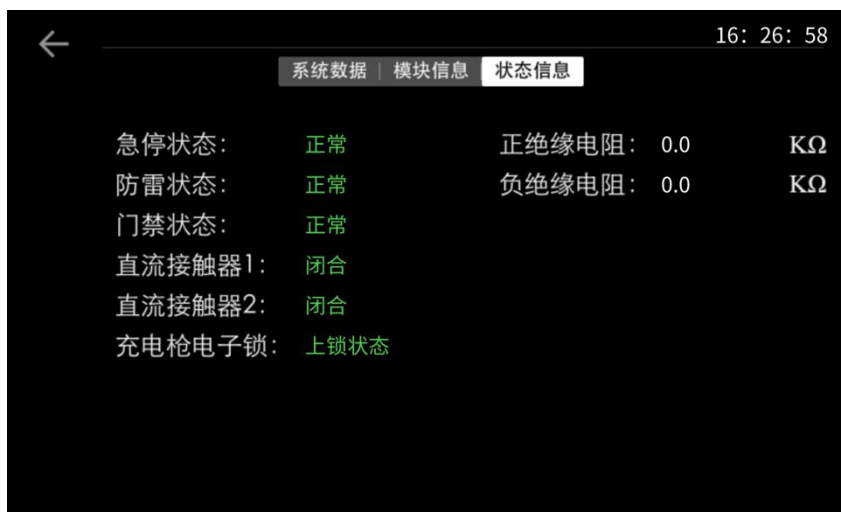 16: 26: 58
系统数据 | 模块信息 | 状态信息
急停状态： 正常 正绝缘电阻： 0.0 KΩ
防雷状态： 正常 负绝缘电阻： 0.0 KΩ
门禁状态： 正常
直流接触器1： 闭合
直流接触器2： 闭合
充电枪电子锁： 上锁状态